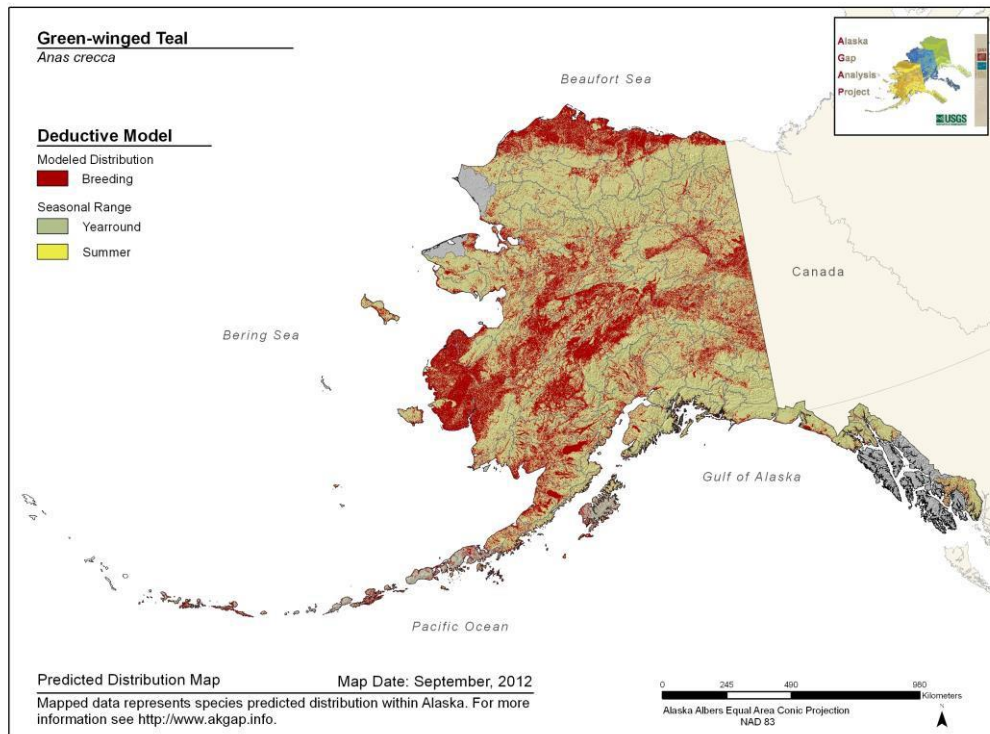 Green-winged Teal
Anas crecca
Deductive Model
Modeled Distribution
Breeding
Seasonal Range
Yearround
Summer
Beaufort Sea
Alaska
Gap
Analysis
Project
USGS
Canada
Bering Sea
Gulf of Alaska
Pacific Ocean
Predicted Distribution Map
Map Date: September, 2012
Mapped data represents species predicted distribution within Alaska. For more
information see http://www.akgap.info.
0 245 490 980
Kilometers
Alaska Albers Equal Area Conic Projection
NAD 83
N